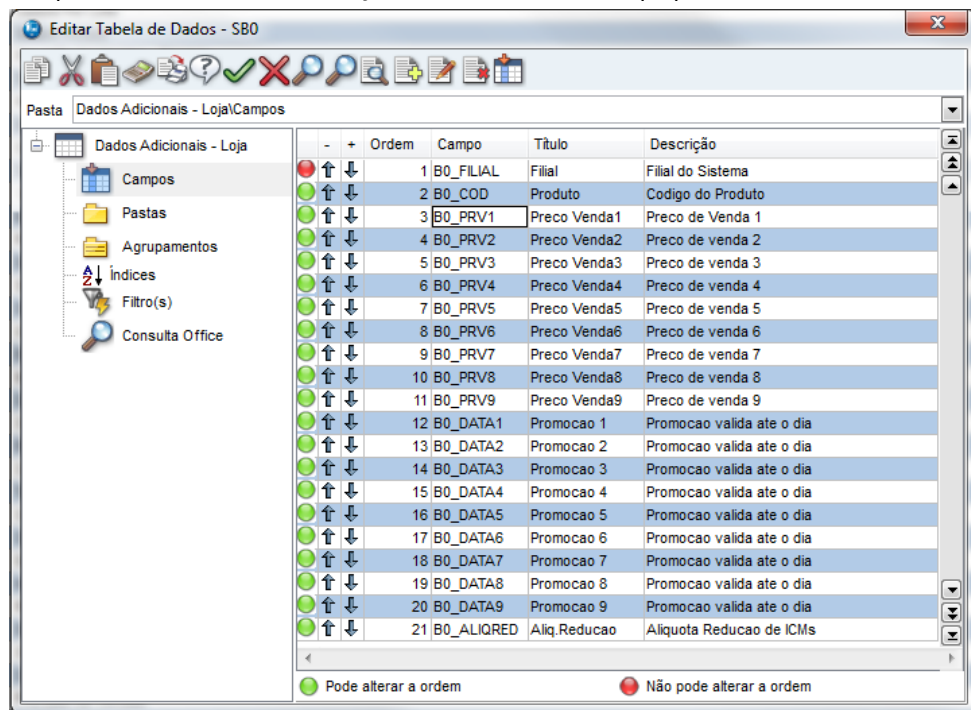 Editar Tabela de Dados - SB0
Pasta Dados Adicionais - Loja\Campos
Dados Adicionais - Loja
Campos
Pastas
Agrupamentos
Índices
Filtro(s)
Consulta Office
- + Ordem Campo Título Descrição
1 B0_FILIAL Filial Filial do Sistema
2 B0_COD Produto Codigo do Produto
3 B0_PRV1 Preco Venda1 Preco de Venda 1
4 B0_PRV2 Preco Venda2 Preco de venda 2
5 B0_PRV3 Preco Venda3 Preco de venda 3
6 B0_PRV4 Preco Venda4 Preco de venda 4
7 B0_PRV5 Preco Venda5 Preco de venda 5
8 B0_PRV6 Preco Venda6 Preco de venda 6
9 B0_PRV7 Preco Venda7 Preco de venda 7
10 B0_PRV8 Preco Venda8 Preco de venda 8
11 B0_PRV9 Preco Venda9 Preco de venda 9
12 B0_DATA1 Promocao 1 Promocao valida ate o dia
13 B0_DATA2 Promocao 2 Promocao valida ate o dia
14 B0_DATA3 Promocao 3 Promocao valida ate o dia
15 B0_DATA4 Promocao 4 Promocao valida ate o dia
16 B0_DATA5 Promocao 5 Promocao valida ate o dia
17 B0_DATA6 Promocao 6 Promocao valida ate o dia
18 B0_DATA7 Promocao 7 Promocao valida ate o dia
19 B0_DATA8 Promocao 8 Promocao valida ate o dia
20 B0_DATA9 Promocao 9 Promocao valida ate o dia
21 B0_ALIQRED Aliq.Reducao Aliquota Reducao de ICMs
Pode alterar a ordem Não pode alterar a ordem